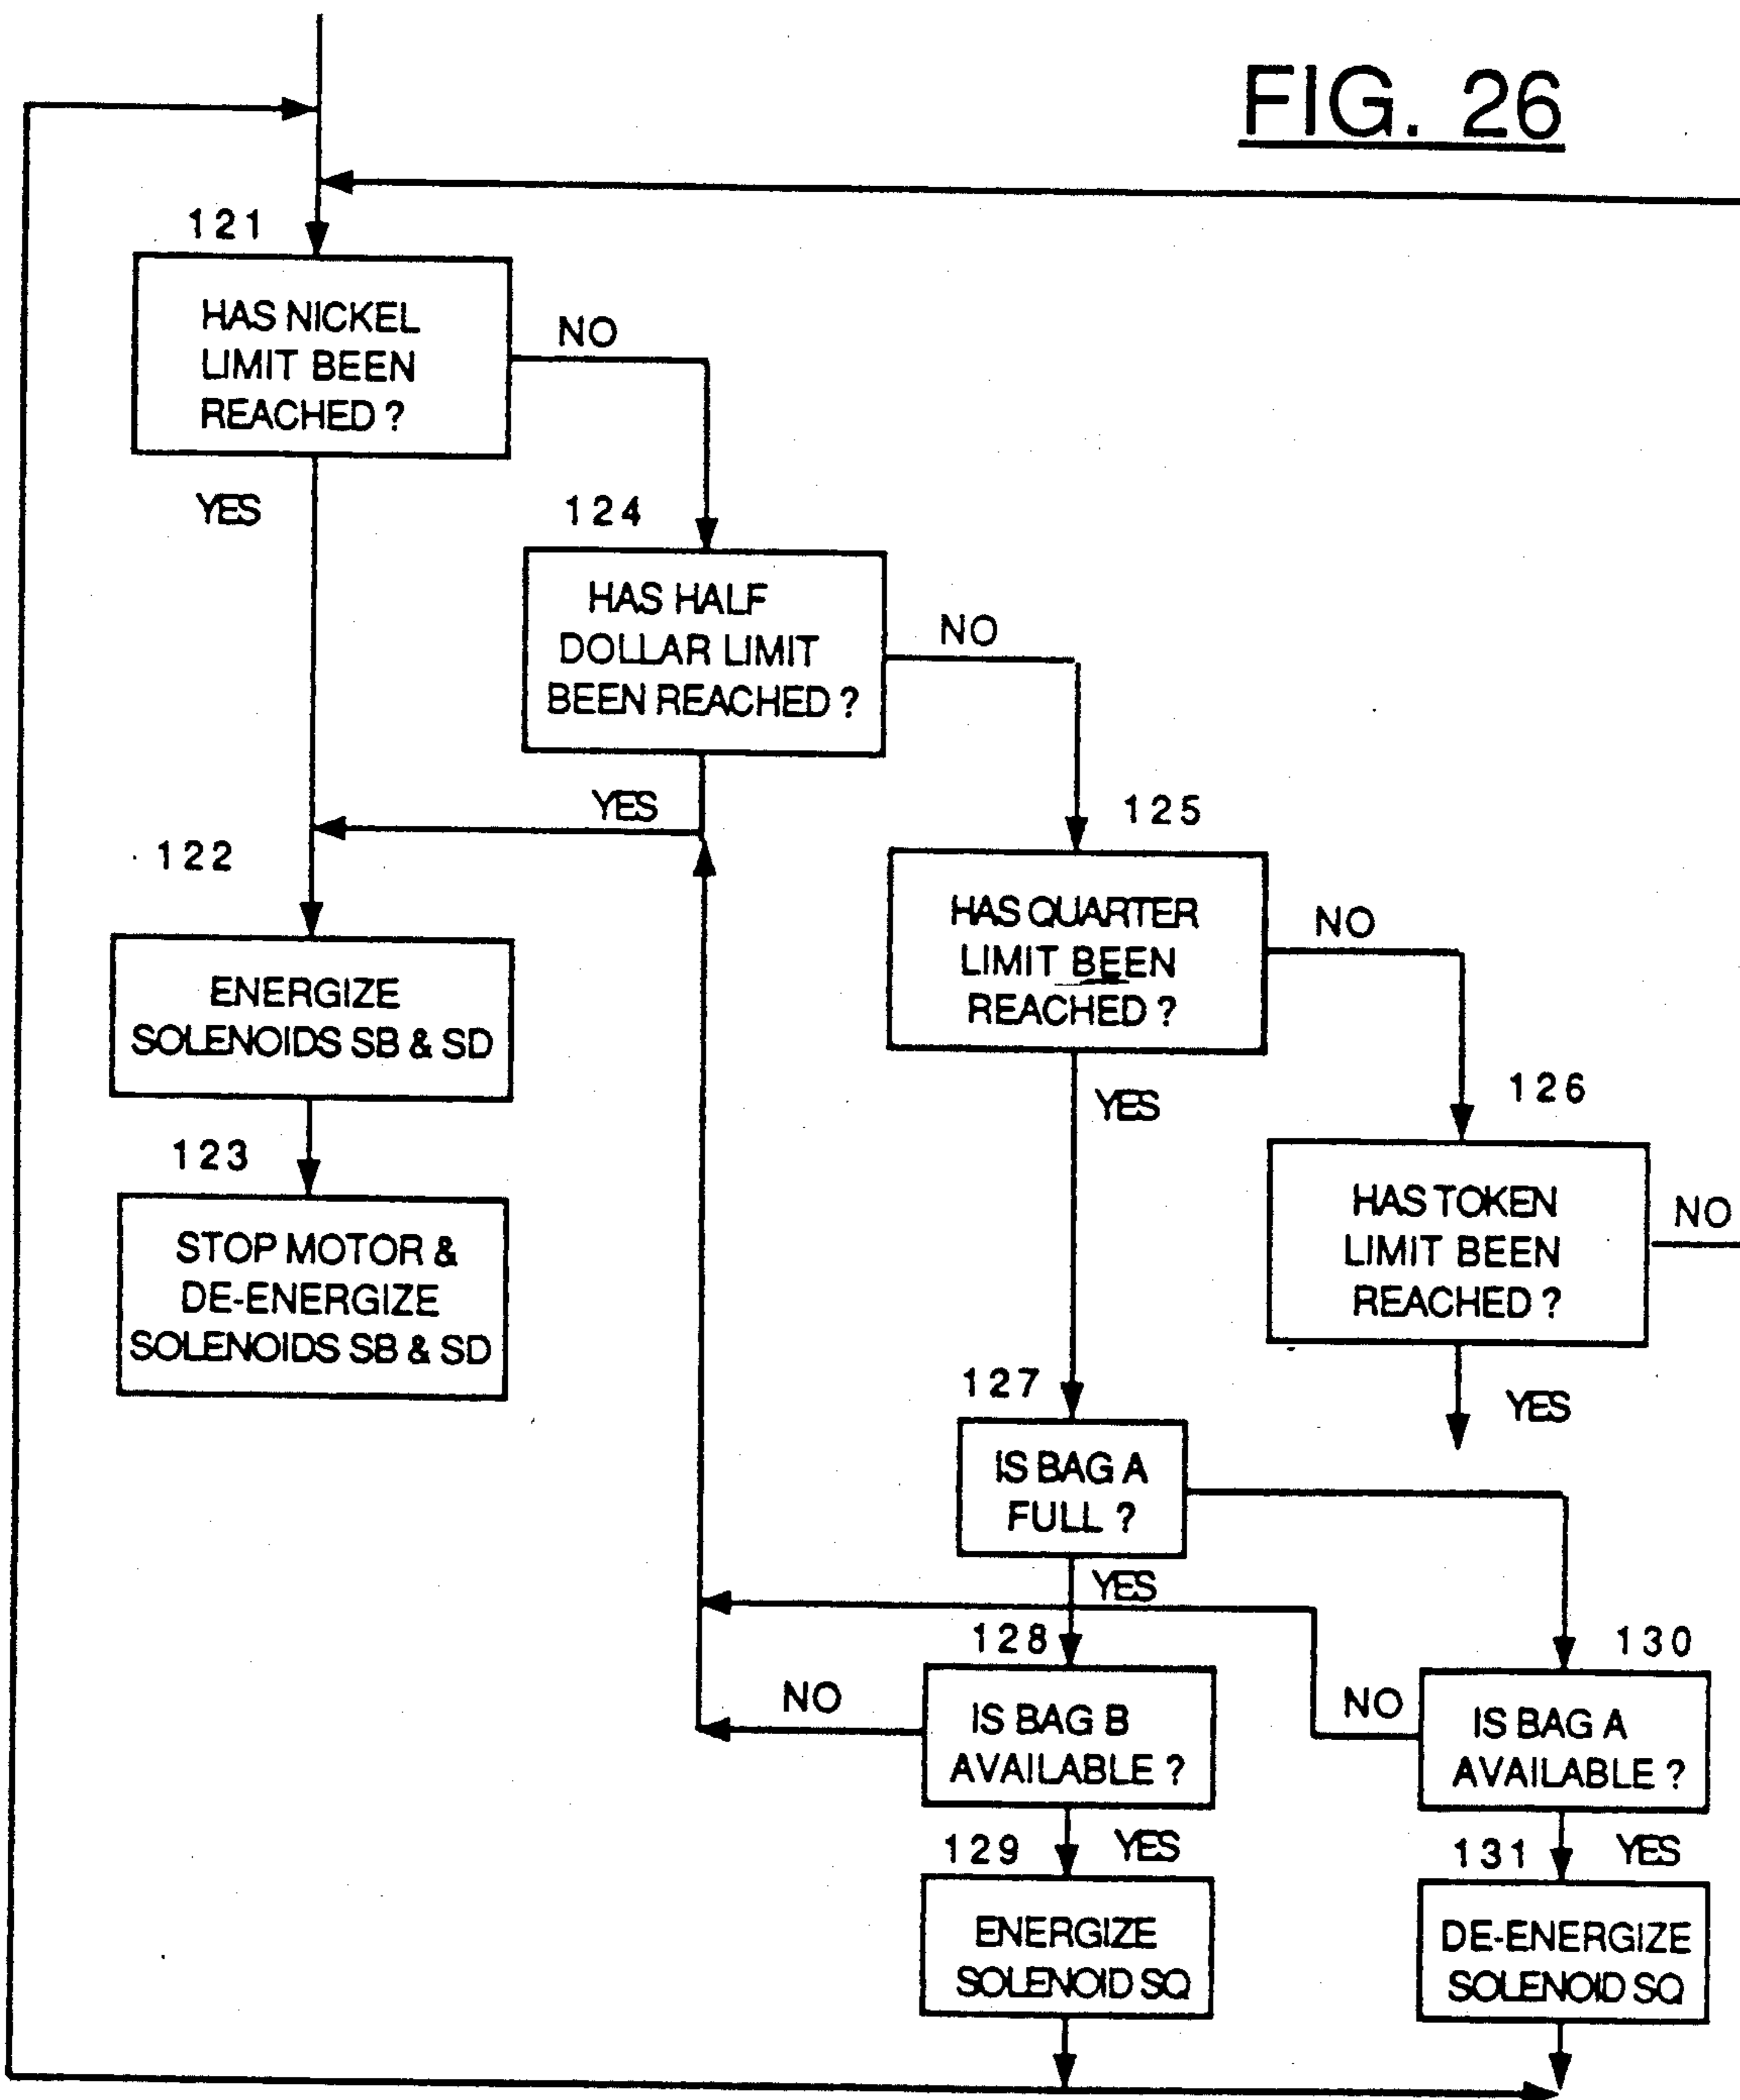 FIG. 26
121
HAS NICKEL
LIMIT BEEN
REACHED ?
NO
YES
124
HAS HALF
DOLLAR LIMIT
BEEN REACHED ?
NO
YES
125
HAS QUARTER
LIMIT BEEN
REACHED ?
NO
YES
122
ENERGIZE
SOLENOIDS SB & SD
123
STOP MOTOR &
DE-ENERGIZE
SOLENOIDS SB & SD
126
HAS TOKEN
LIMIT BEEN
REACHED ?
NO
YES
127
IS BAG A
FULL ?
YES
128
IS BAG B
AVAILABLE ?
NO
YES
130
IS BAG A
AVAILABLE ?
NO
YES
129
ENERGIZE
SOLENOID SQ
131
DE-ENERGIZE
SOLENOID SQ